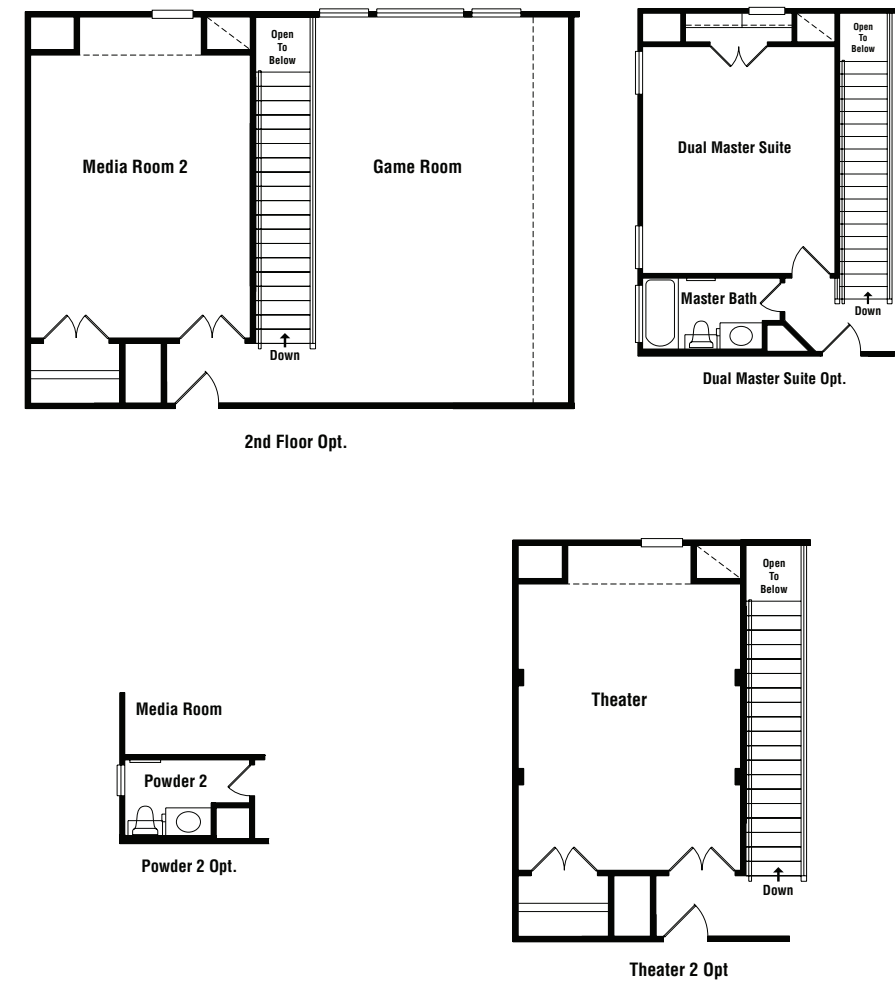 Open
To
Below
Media Room 2
Game Room
Down
2nd Floor Opt.
Open
To
Below
Dual Master Suite
Master Bath
Down
Dual Master Suite Opt.
Media Room
Powder 2
Powder 2 Opt.
Open
To
Below
Theater
Down
Theater 2 Opt